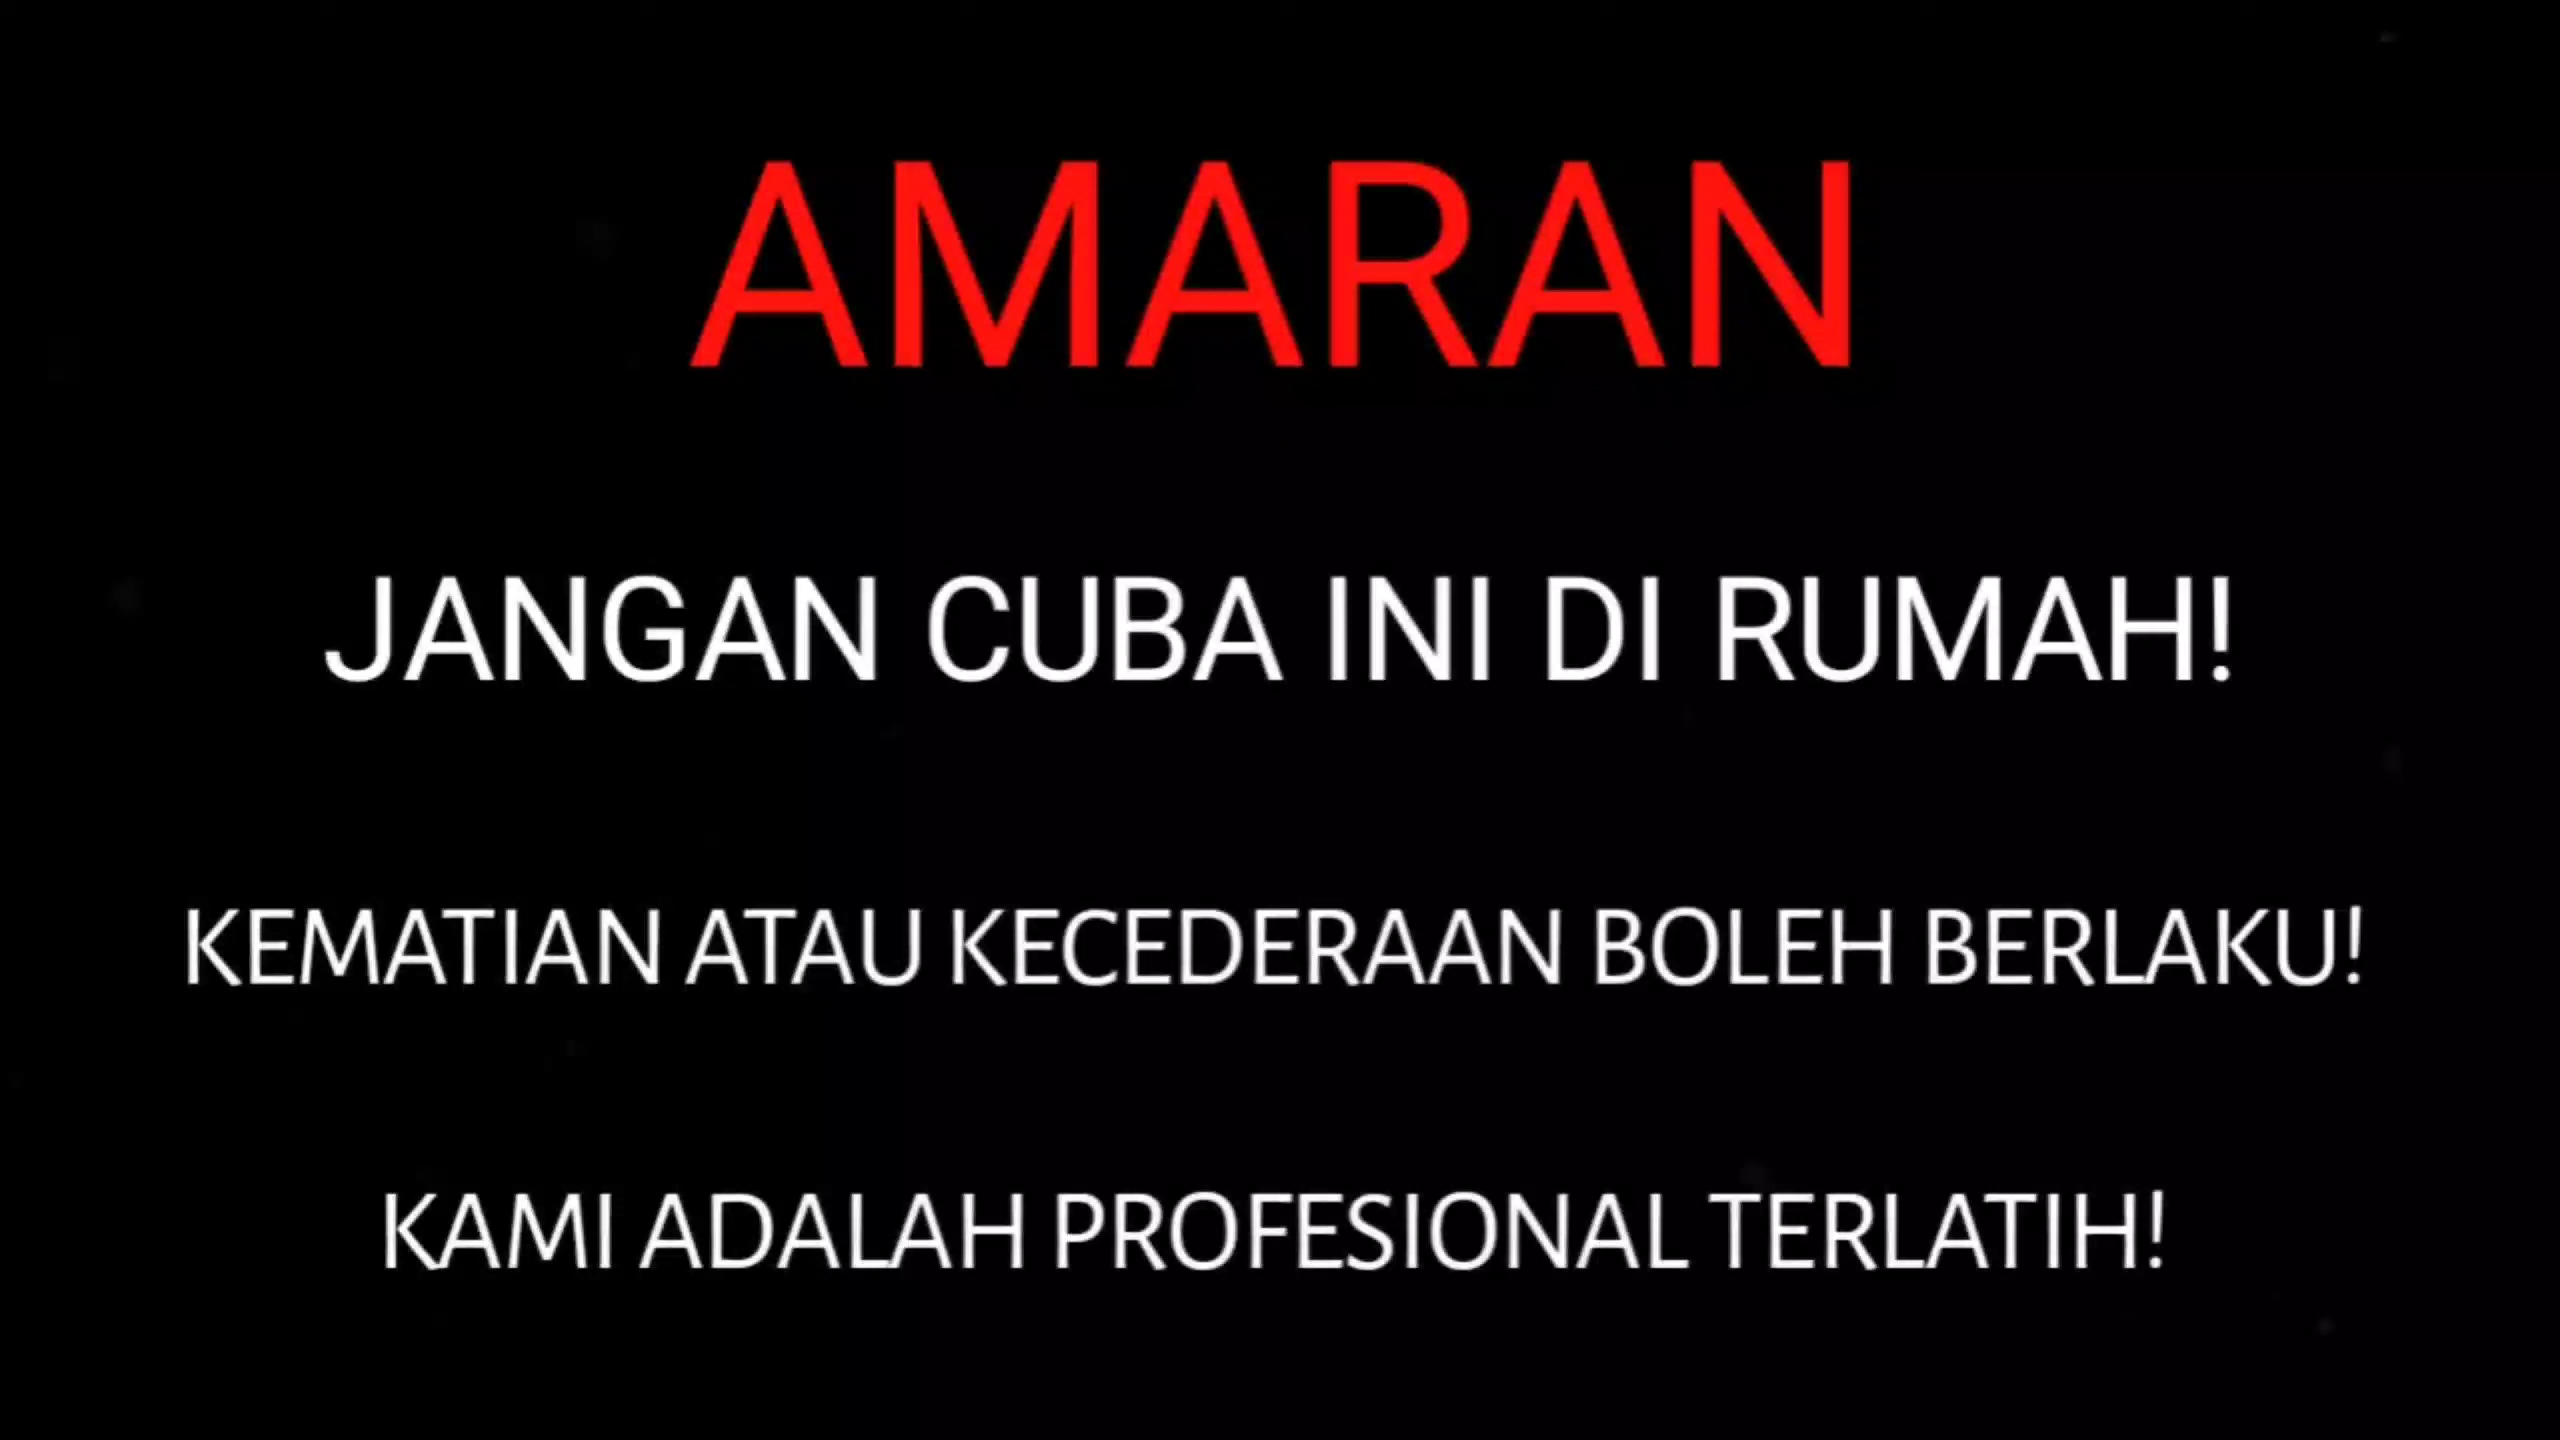 AMARAN
JANGAN CUBA INI DI RUMAH!
KEMATIAN ATAU KECEDERAAN BOLEH BERLAKU!
KAMI ADALAH PROFESIONAL TERLATIH!